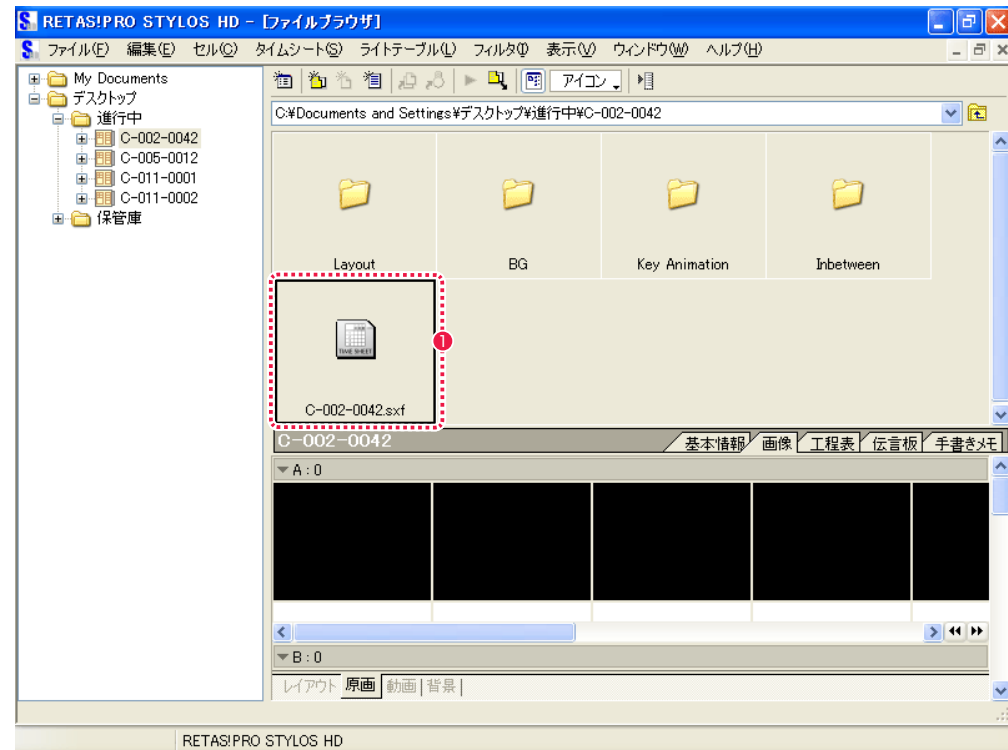 RETAS!PRO STYLOS HD - [ファイルブラウザ]
ファイル(F) 編集(E) セル(C) タイムシート(S) ライトテーブル(L) フィルタ(I) 表示(V) ウィンドウ(W) ヘルプ(H)
My Documents
デスクトップ
進行中
C-002-0042
C-005-0012
C-011-0001
C-011-0002
保管庫
アイコン
C:¥Documents and Settings¥デスクトップ¥進行中¥C-002-0042
Layout BG Key Animation Inbetween
TIME SHEET
1
C-002-0042.sxf
C-002-0042 基本情報 画像 工程表 伝言板 手書きメモ
A : 0
B : 0
レイアウト 原画 動画 背景
RETAS!PRO STYLOS HD